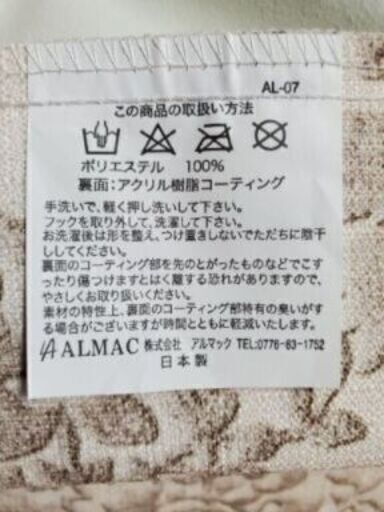 AL-07
この商品の取扱い方法
ポリエステル 100%
裏面:アクリル樹脂コーティング
手洗いで、軽く押し洗いして下さい。
フックを取り外して、洗濯して下さい。
お洗濯後は形を整え、つけ置きしないでただちに陰干
ししてください。
裏面のコーティング部を先のとがったものなどでこす
ったり傷つけますとはく離する恐れがありますので、
やさしくお取り扱いください。
素材の特性上、裏面のコーティング部特有の臭いがす
る場合がございますが時間とともに軽減いたします。
ALMAC 株式会社 アルマック TEL:0776-63-1752
日本製